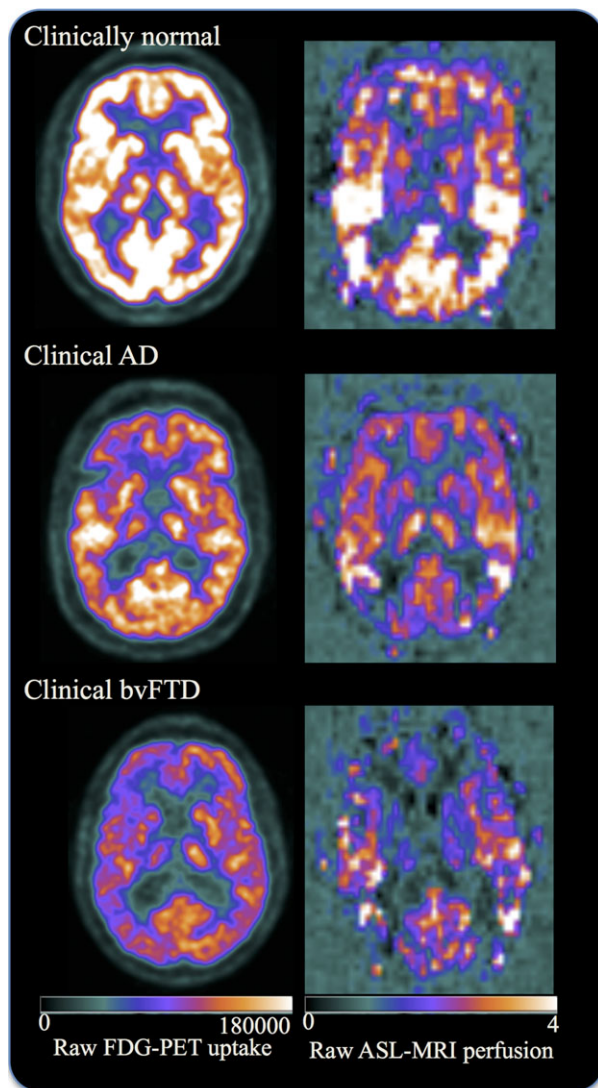 Clinically normal
Clinical AD
Clinical bvFTD
0 180000 0 4
Raw FDG-PET uptake Raw ASL-MRI perfusion